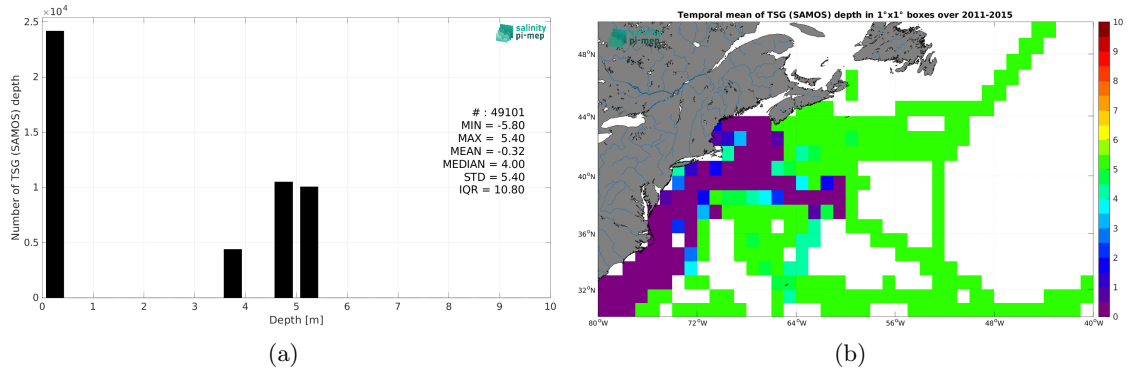 ×10⁴
2.5
2
1.5
1
0.5
0
Number of TSG (SAMOS) depth
salinity
pi-mep
# : 49101
MIN = -5.80
MAX = 5.40
MEAN = -0.32
MEDIAN = 4.00
STD = 5.40
IQR = 10.80
0 1 2 3 4 5 6 7 8 9 10
Depth [m]
(a)
Temporal mean of TSG (SAMOS) depth in 1°x1° boxes over 2011-2015
pi-mep
48°N
44°N
40°N
36°N
32°N
80°W 72°W 64°W 56°W 48°W 40°W
10
9
8
7
6
5
4
3
2
1
0
(b)